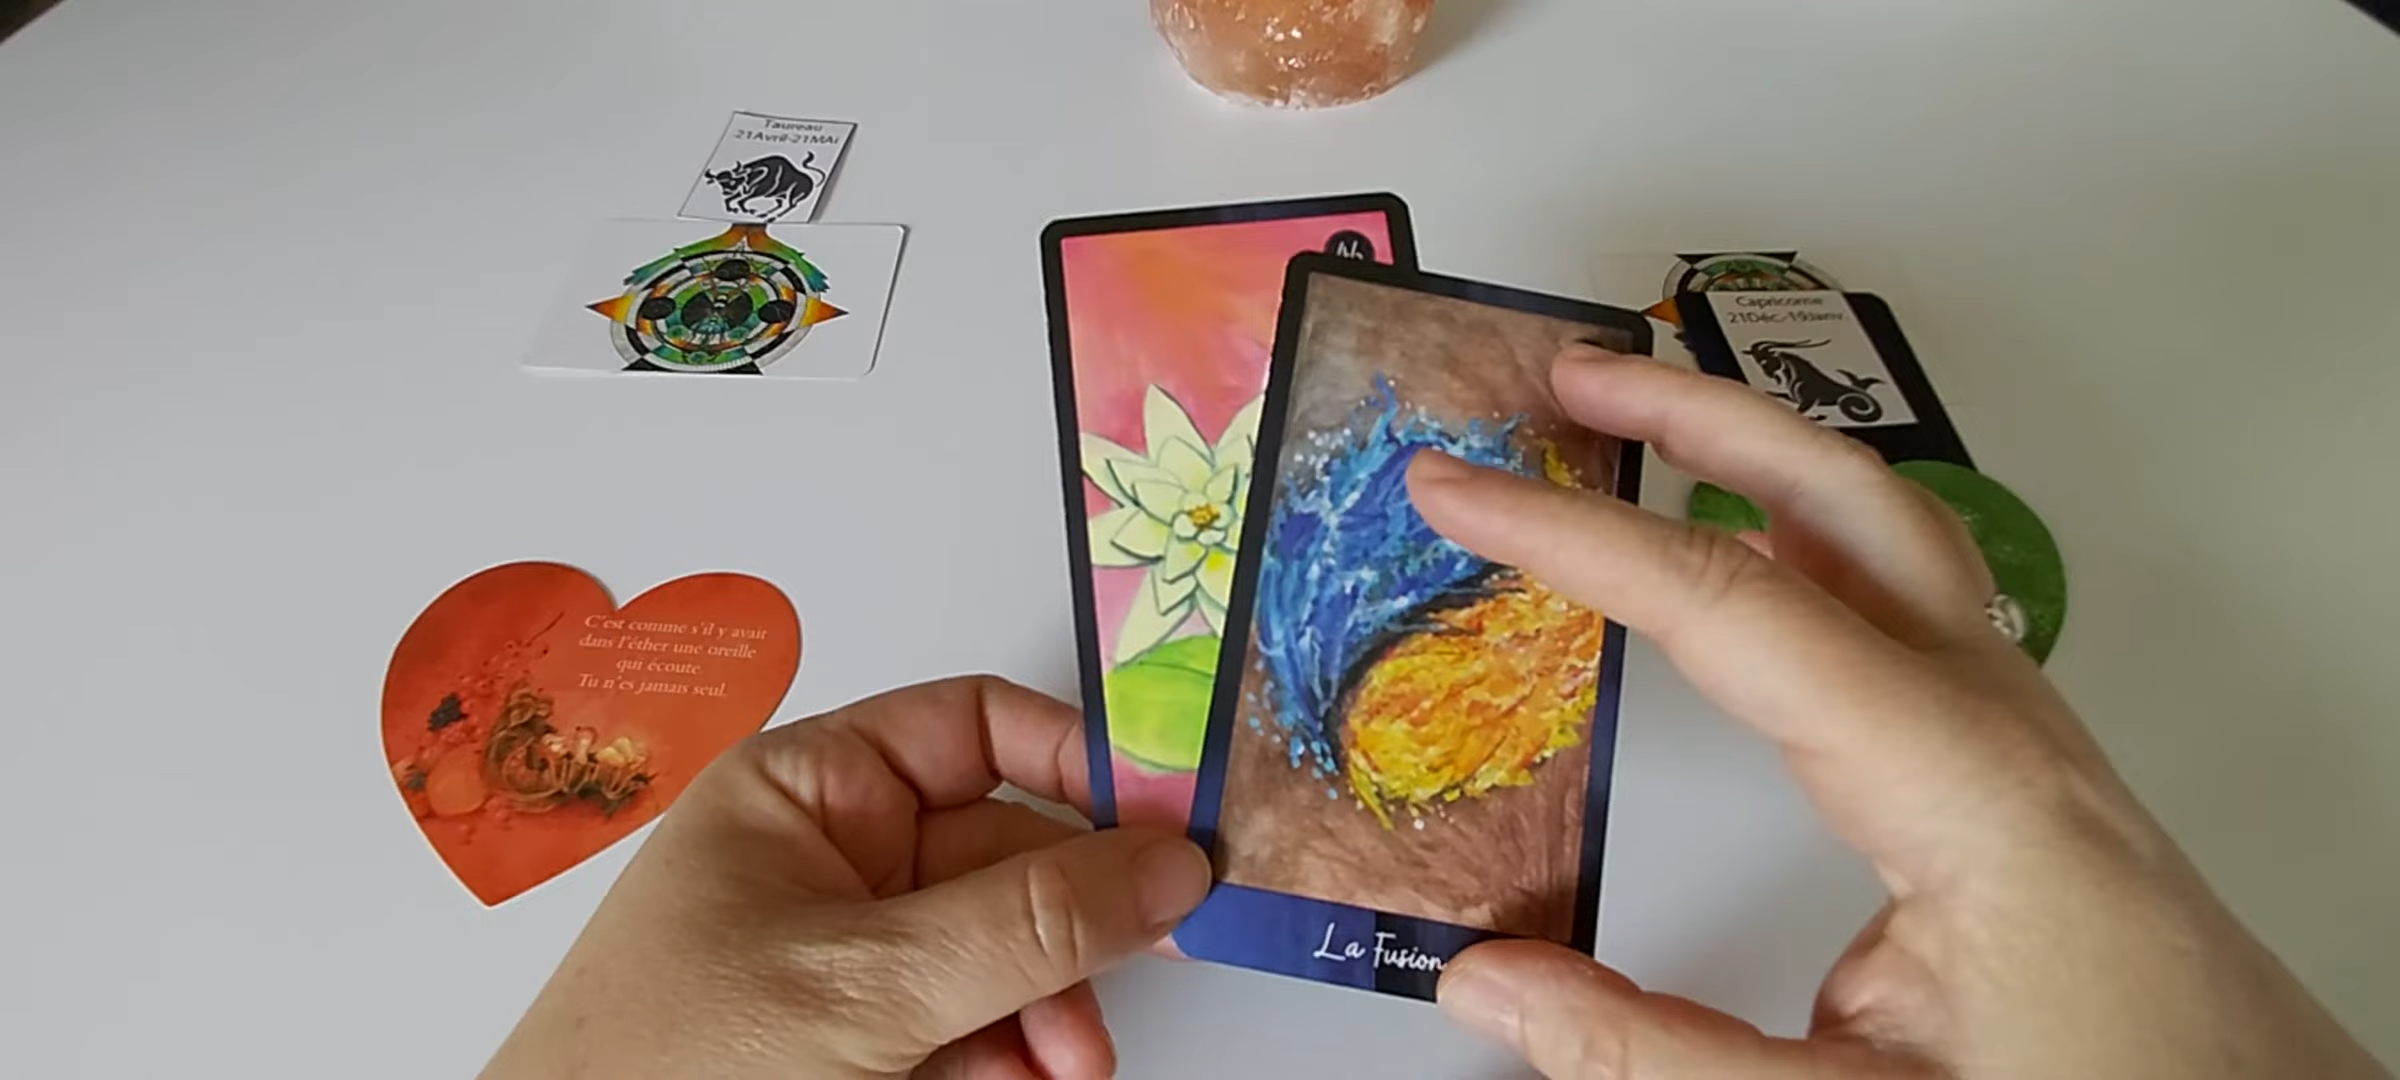 Taureau
21Avril-21MAi
Capricorne
21Déc.-19Janv
C'est comme s'il y avait
dans l'éther une oreille
qui écoute.
Tu n'es jamais seul.
La Fusion